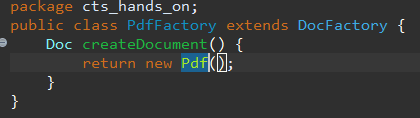 package cts_hands_on;
public class PdfFactory extends DocFactory {
    Doc createDocument() {
        return new Pdf();
    }
}